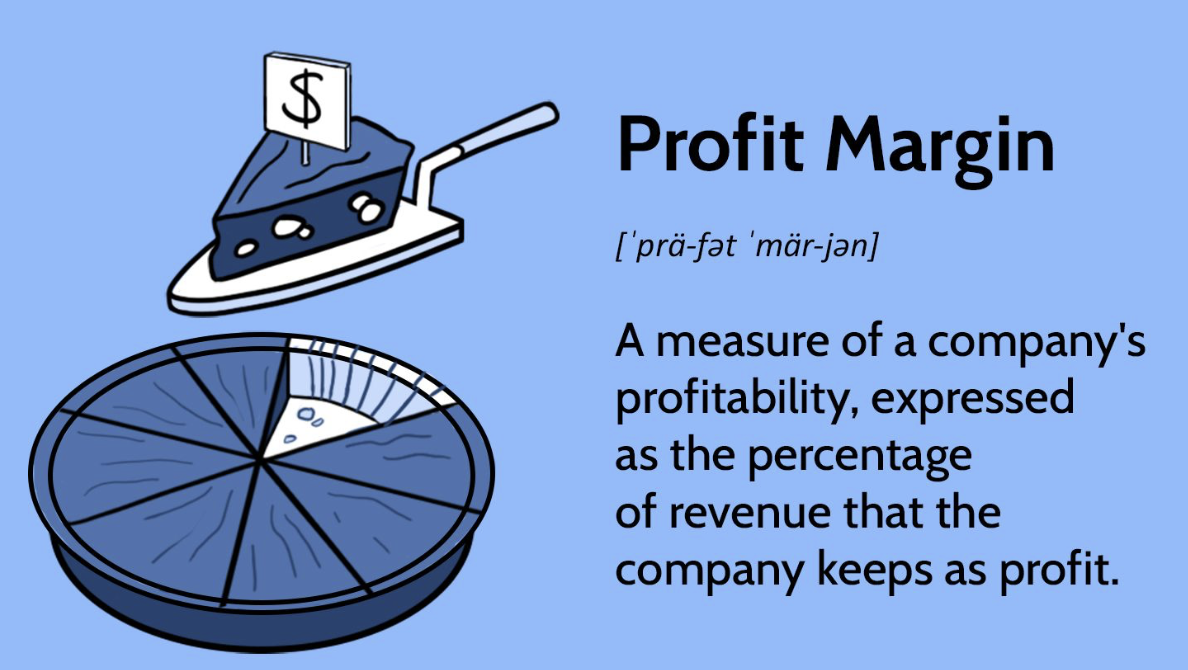 $
Profit Margin
[ˈprä-fət ˈmär-jən]
A measure of a company's
profitability, expressed
as the percentage
of revenue that the
company keeps as profit.